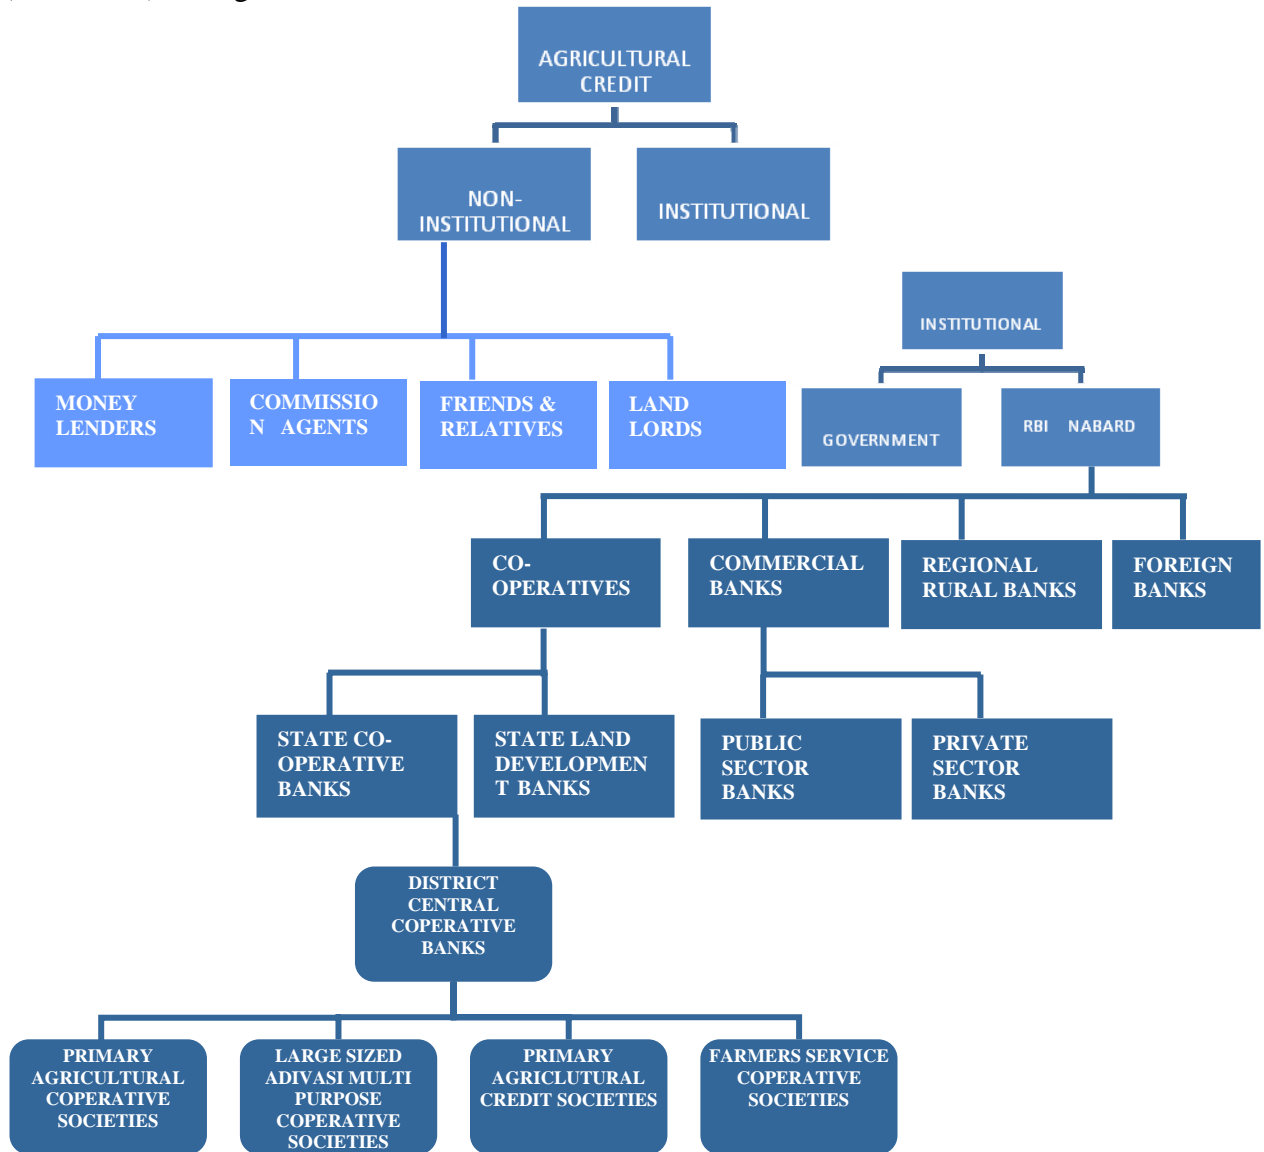 AGRICULTURAL
CREDIT
NON-
INSTITUTIONAL
INSTITUTIONAL
INSTITUTIONAL
MONEY
LENDERS
COMMISSIO
N AGENTS
FRIENDS &
RELATIVES
LAND
LORDS
GOVERNMENT
RBI NABARD
CO-
OPERATIVES
COMMERCIAL
BANKS
REGIONAL
RURAL BANKS
FOREIGN
BANKS
STATE CO-
OPERATIVE
BANKS
STATE LAND
DEVELOPMEN
T BANKS
PUBLIC
SECTOR
BANKS
PRIVATE
SECTOR
BANKS
DISTRICT
CENTRAL
COPERATIVE
BANKS
PRIMARY
AGRICULTURAL
COPERATIVE
SOCIETIES
LARGE SIZED
ADIVASI MULTI
PURPOSE
COPERATIVE
SOCIETIES
PRIMARY
AGRICLUTURAL
CREDIT SOCIETIES
FARMERS SERVICE
COPERATIVE
SOCIETIES